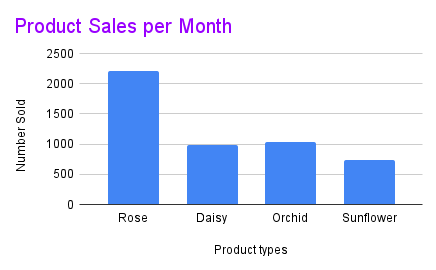 Product Sales per Month
Number Sold
2500
2000
1500
1000
500
0
Rose Daisy Orchid Sunflower
Product types